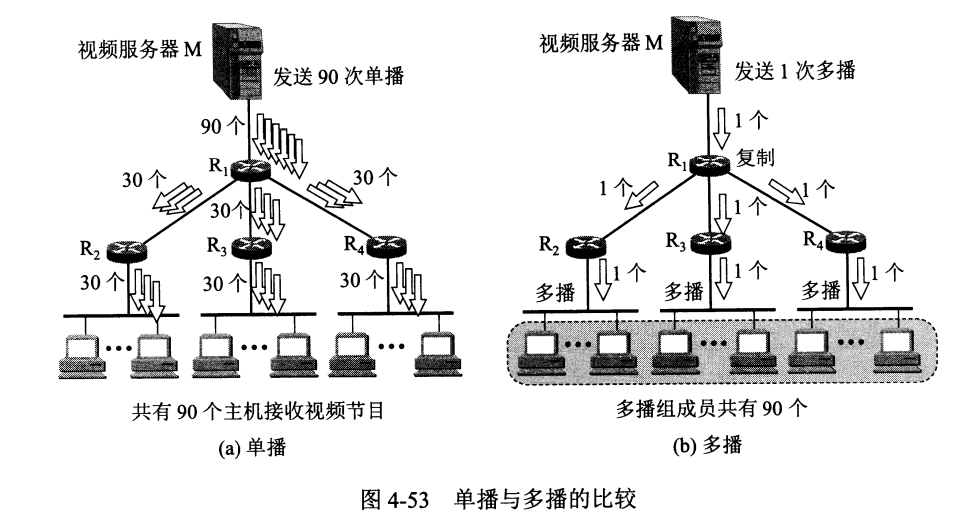 视频服务器 M
发送 90 次单播
90 个
R1
30 个
30个
30 个
R2
R3
R4
30 个
30 个
30 个
共有 90 个主机接收视频节目
(a) 单播
视频服务器 M
发送 1 次多播
1 个
R1
复制
1 个
1 个
1 个
R2
R3
R4
多播
1 个
多播
1 个
多播
1 个
多播组成员共有 90 个
(b) 多播
图 4-53 单播与多播的比较